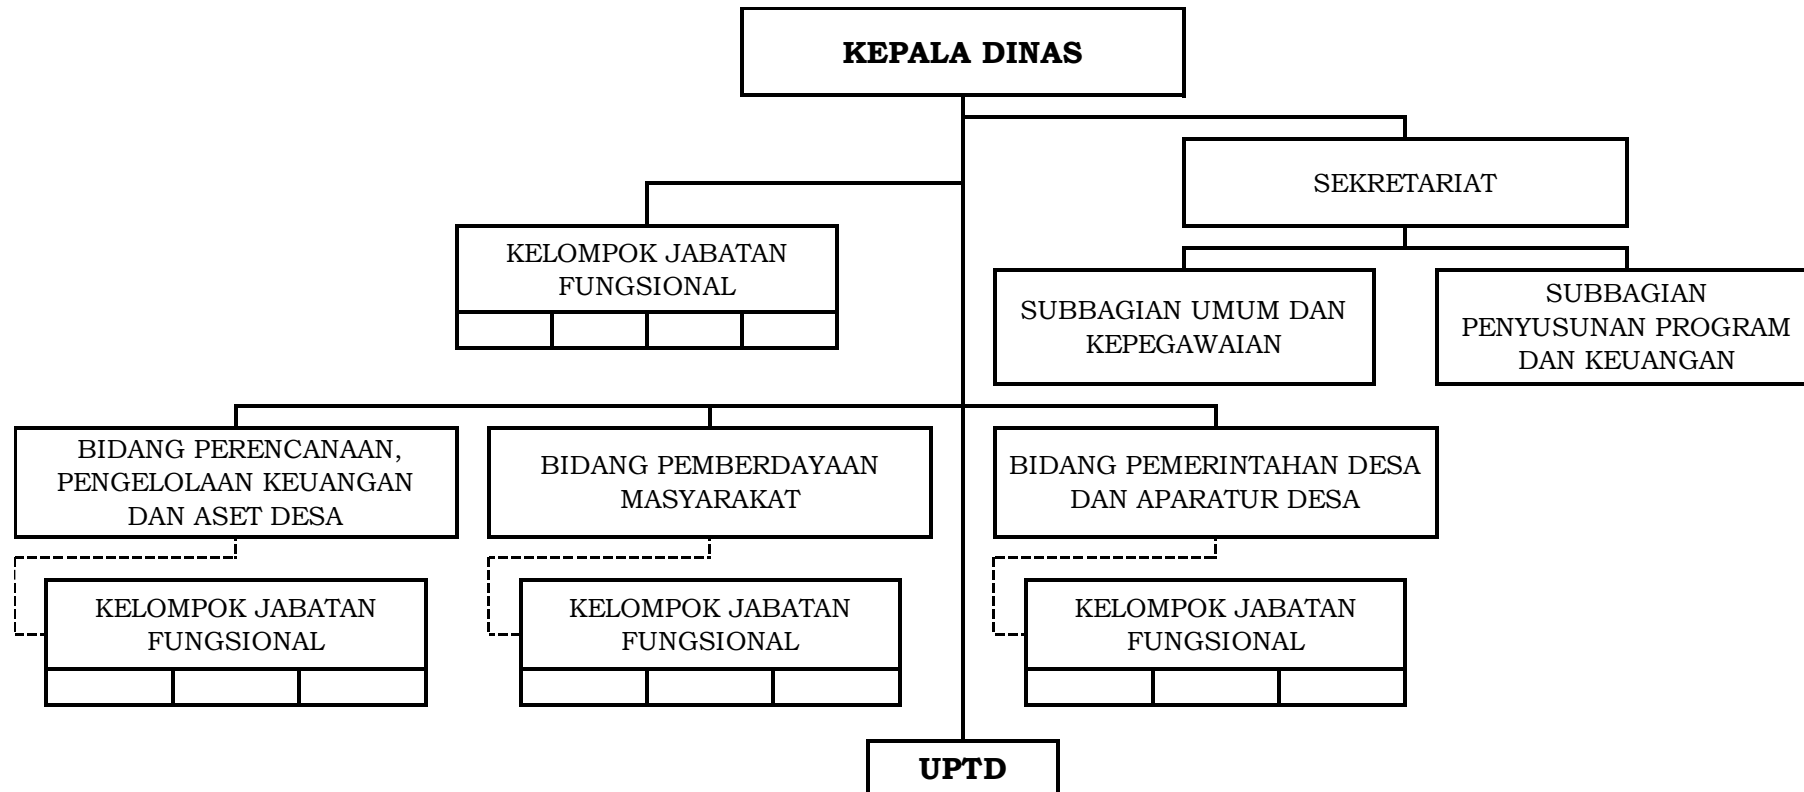 KEPALA DINAS
SEKRETARIAT
KELOMPOK JABATAN
FUNGSIONAL
SUBBAGIAN UMUM DAN
KEPEGAWAIAN
SUBBAGIAN
PENYUSUNAN PROGRAM
DAN KEUANGAN
BIDANG PERENCANAAN,
PENGELOLAAN KEUANGAN
DAN ASET DESA
BIDANG PEMBERDAYAAN
MASYARAKAT
BIDANG PEMERINTAHAN DESA
DAN APARATUR DESA
KELOMPOK JABATAN
FUNGSIONAL
KELOMPOK JABATAN
FUNGSIONAL
KELOMPOK JABATAN
FUNGSIONAL
UPTD